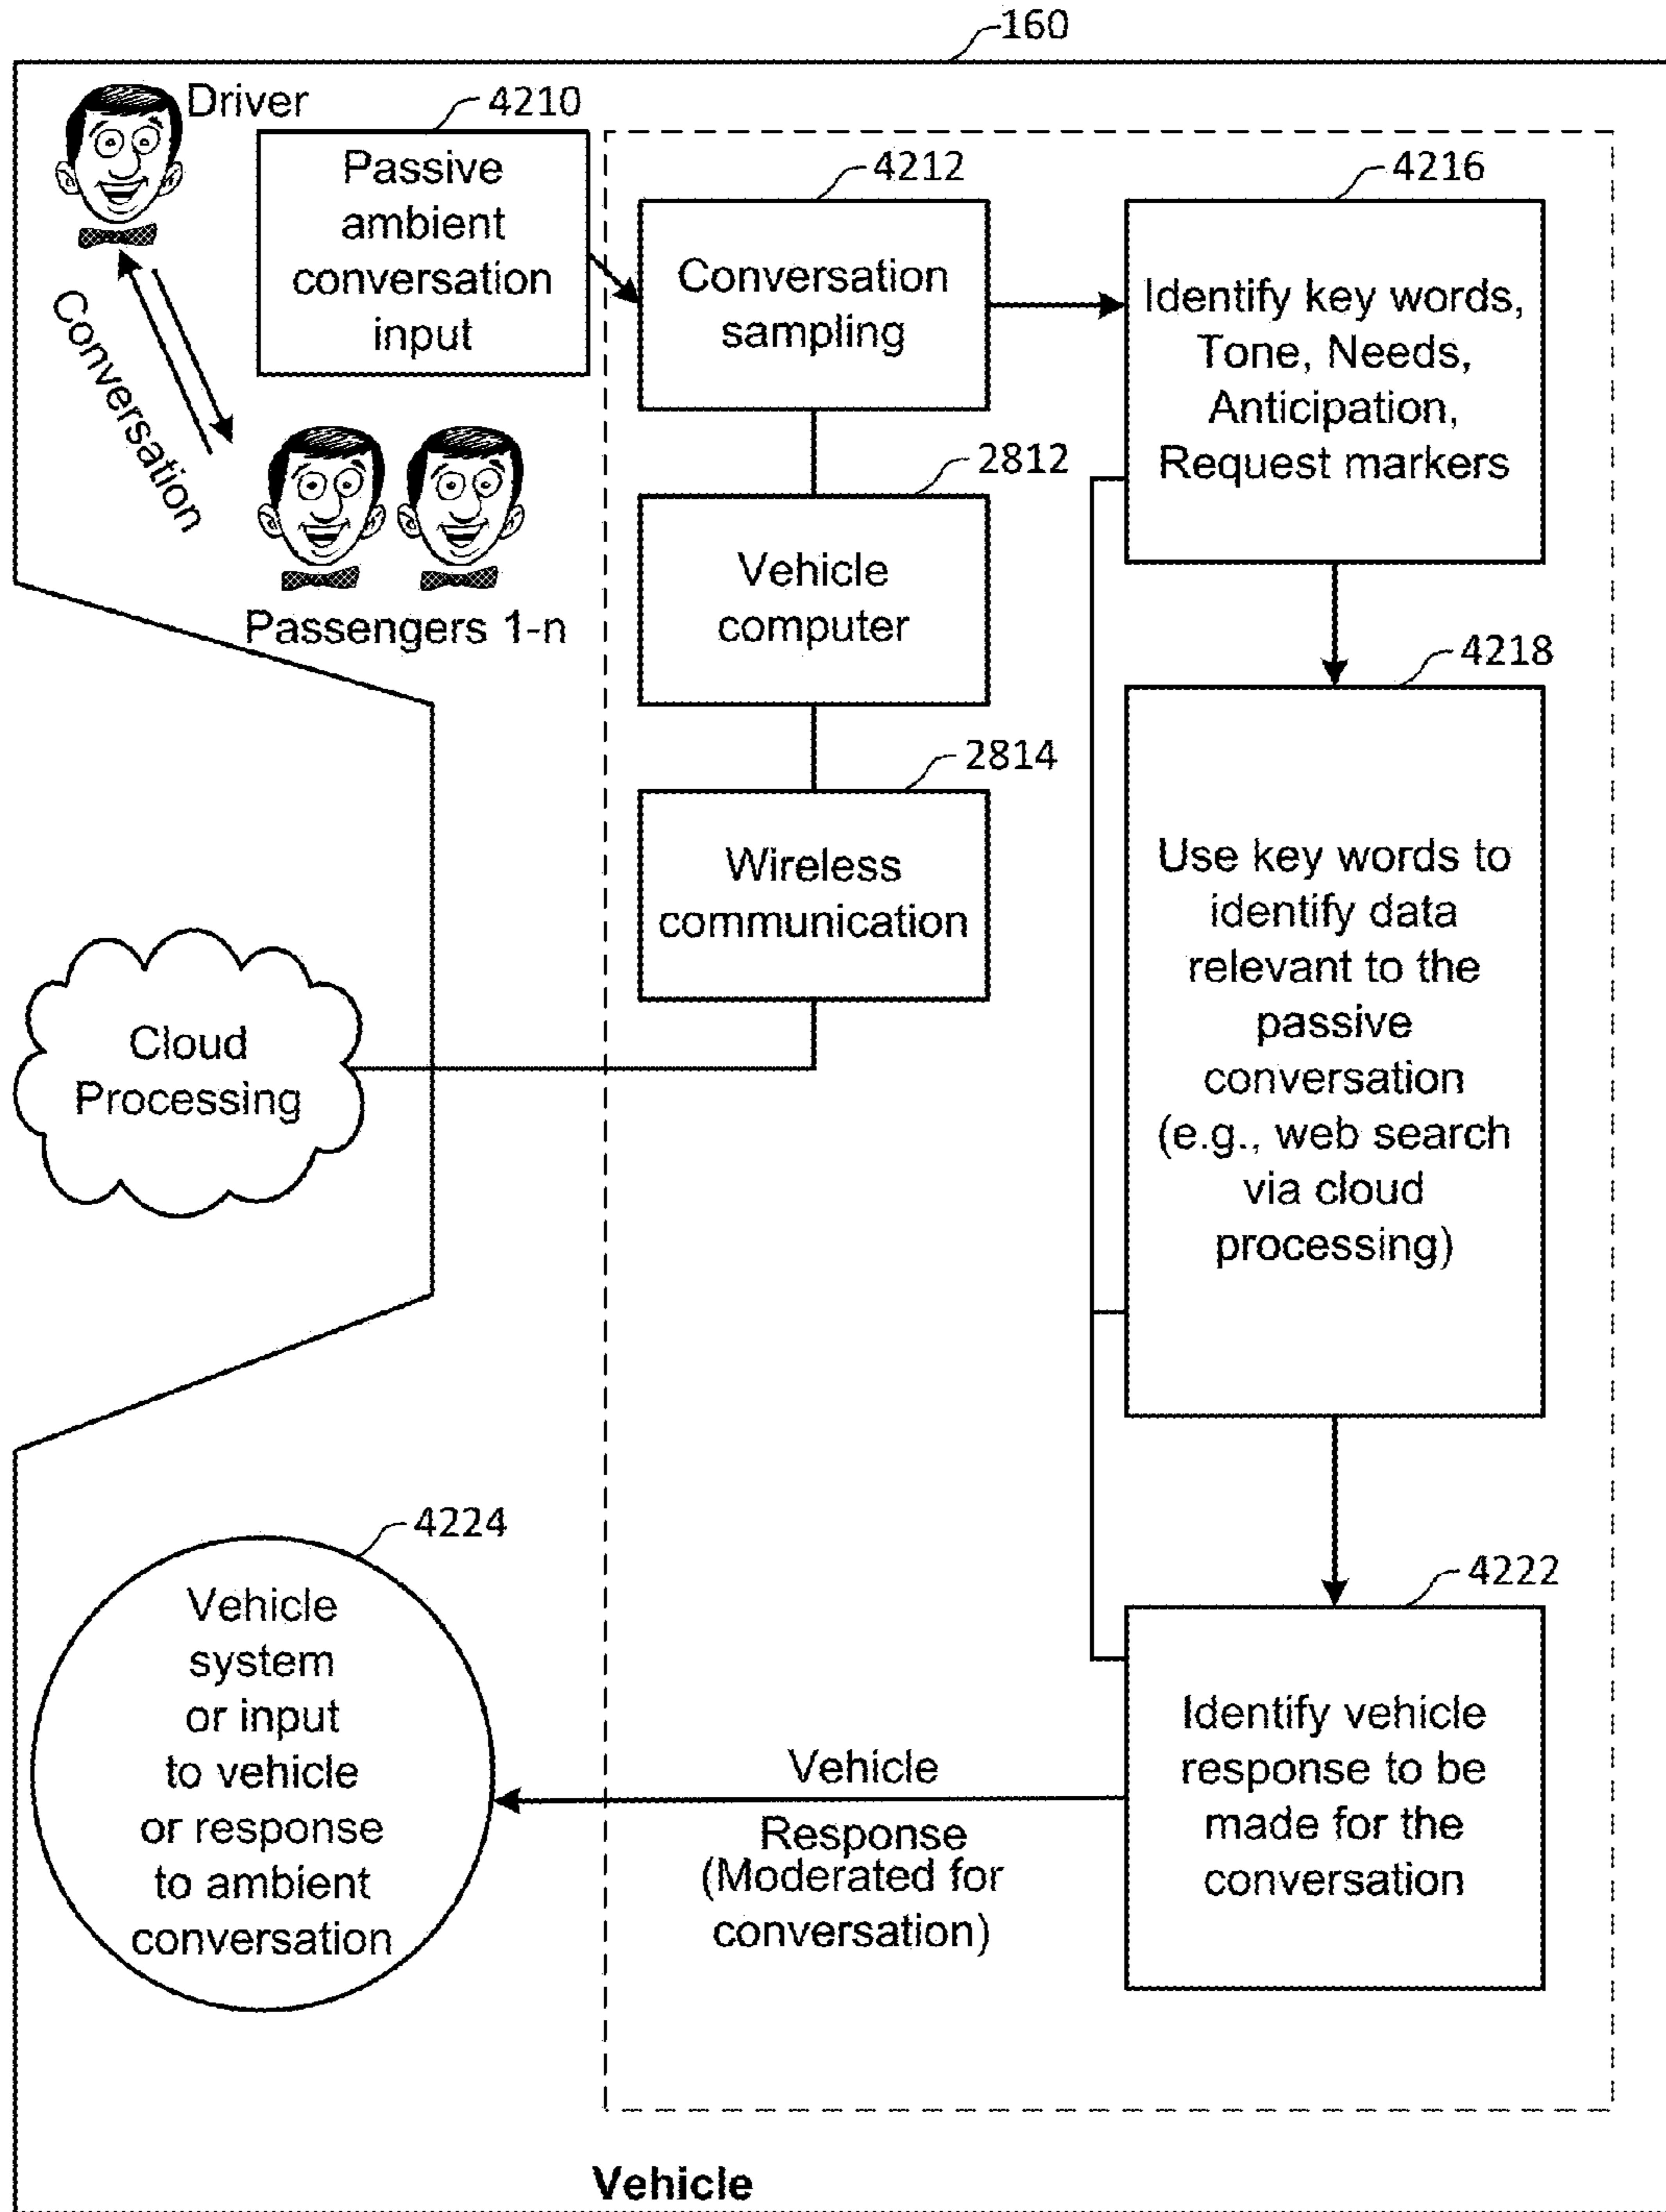 160
Driver
4210
Passive
ambient
conversation
input
Conversation
Passengers 1-n
4212
Conversation
sampling
2812
Vehicle
computer
2814
Wireless
communication
Cloud
Processing
4216
Identify key words,
Tone, Needs,
Anticipation,
Request markers
4218
Use key words to
identify data
relevant to the
passive
conversation
(e.g., web search
via cloud
processing)
4222
Identify vehicle
response to be
made for the
conversation
Vehicle
Response
(Moderated for
conversation)
4224
Vehicle
system
or input
to vehicle
or response
to ambient
conversation
Vehicle